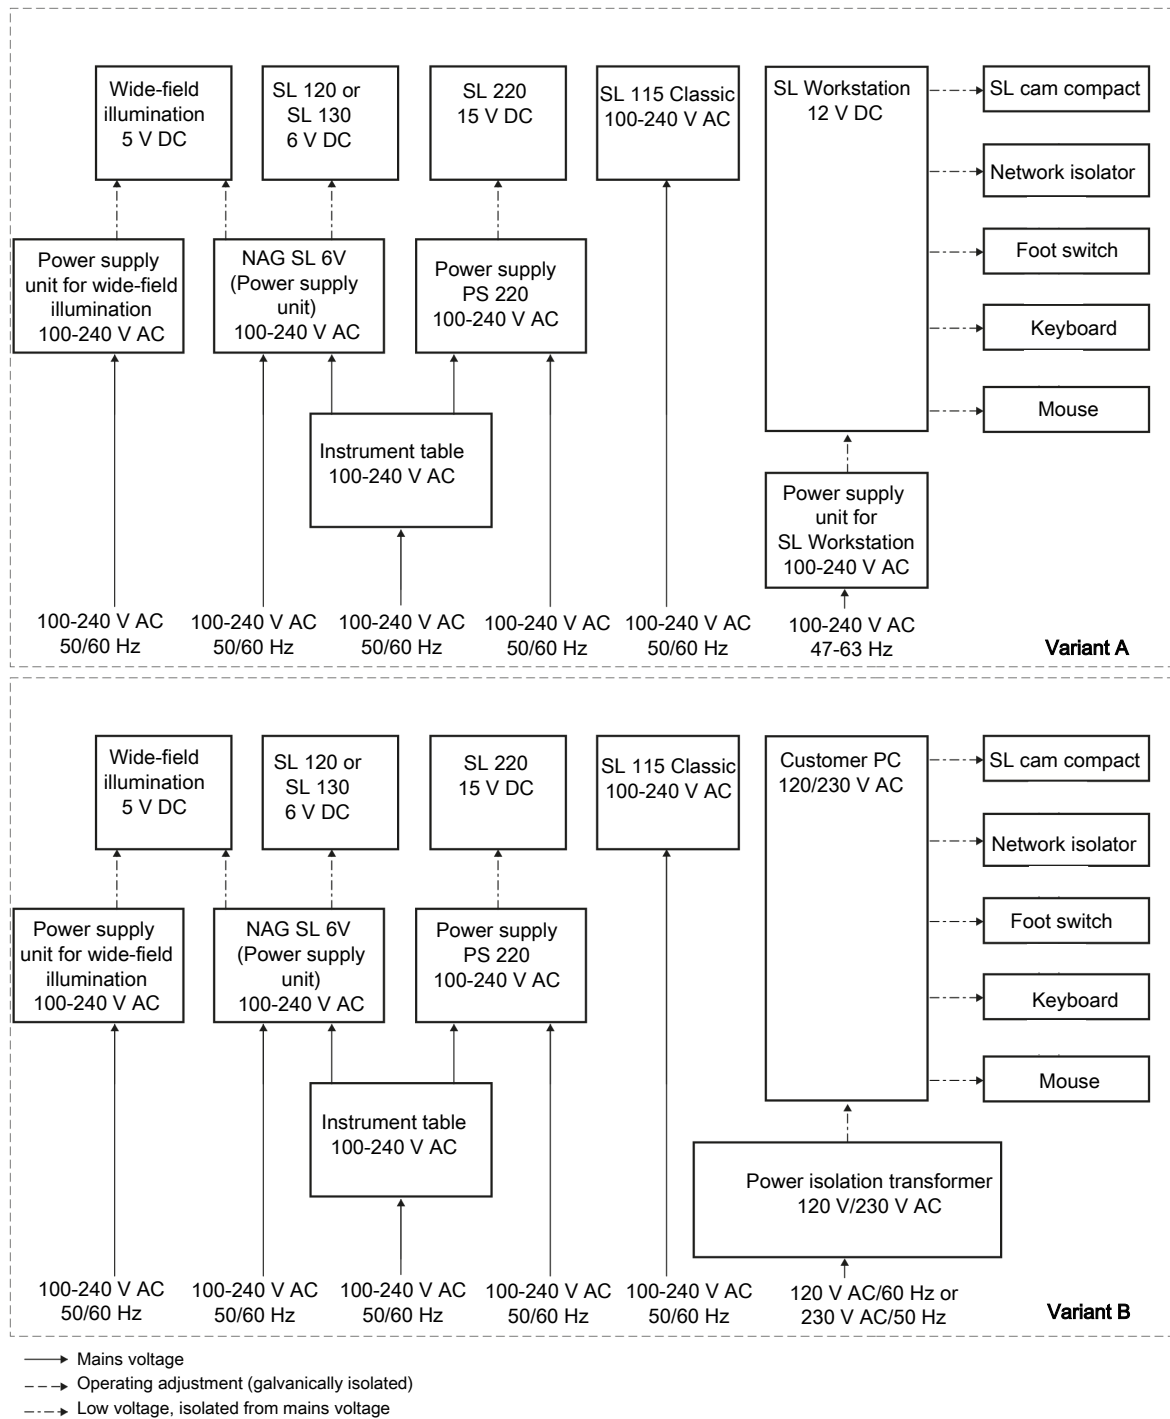 Wide-field
illumination
5 V DC
SL 120 or
SL 130
6 V DC
SL 220
15 V DC
SL 115 Classic
100-240 V AC
SL Workstation
12 V DC
SL cam compact
Network isolator
Foot switch
Keyboard
Mouse
Power supply
unit for wide-field
illumination
100-240 V AC
NAG SL 6V
(Power supply
unit)
100-240 V AC
Power supply
PS 220
100-240 V AC
Instrument table
100-240 V AC
Power supply
unit for
SL Workstation
100-240 V AC
100-240 V AC
50/60 Hz
100-240 V AC
50/60 Hz
100-240 V AC
50/60 Hz
100-240 V AC
50/60 Hz
100-240 V AC
50/60 Hz
100-240 V AC
47-63 Hz
Variant A
Wide-field
illumination
5 V DC
SL 120 or
SL 130
6 V DC
SL 220
15 V DC
SL 115 Classic
100-240 V AC
Customer PC
120/230 V AC
SL cam compact
Network isolator
Foot switch
Keyboard
Mouse
Power supply
unit for wide-field
illumination
100-240 V AC
NAG SL 6V
(Power supply
unit)
100-240 V AC
Power supply
PS 220
100-240 V AC
Instrument table
100-240 V AC
Power isolation transformer
120 V/230 V AC
100-240 V AC
50/60 Hz
100-240 V AC
50/60 Hz
100-240 V AC
50/60 Hz
100-240 V AC
50/60 Hz
100-240 V AC
50/60 Hz
120 V AC/60 Hz or
230 V AC/50 Hz
Variant B
Mains voltage
Operating adjustment (galvanically isolated)
Low voltage, isolated from mains voltage